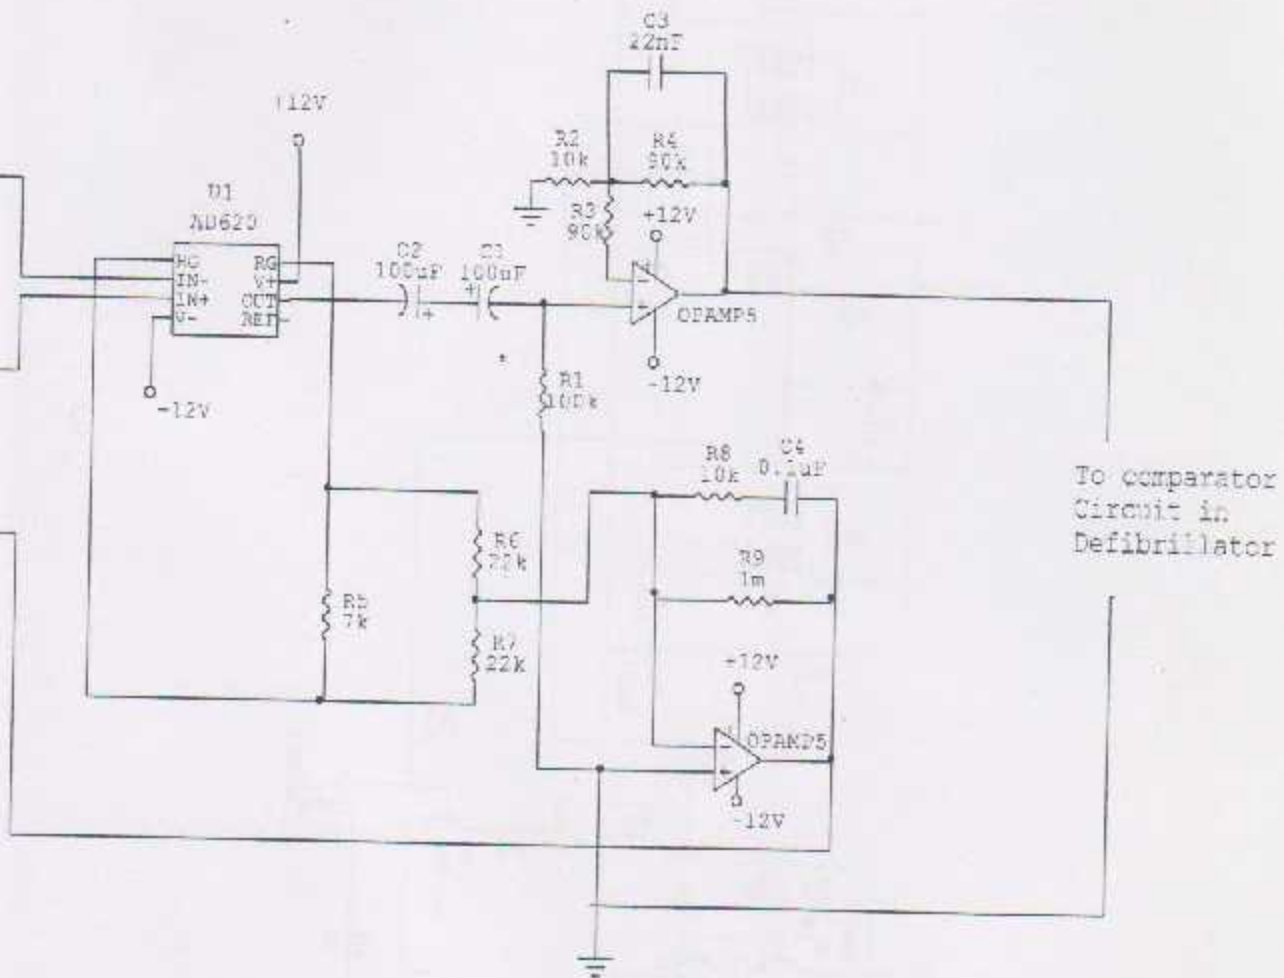 C3
22nF
+12V
R2
10k
R4
90k
U1
AD620
R3
90k
+12V
C2
100uF
C1
100uF
+
+
RG
IN-
IN+
V-
RG
V+
OUT
REF
-
+
OPAMP5
-12V
-12V
R1
100k
R8
10k
C4
0.1uF
To comparator
Circuit in
Defibrillator
R6
22k
R9
1m
R5
7k
R7
22k
+12V
OPAMP5
-
+
-12V